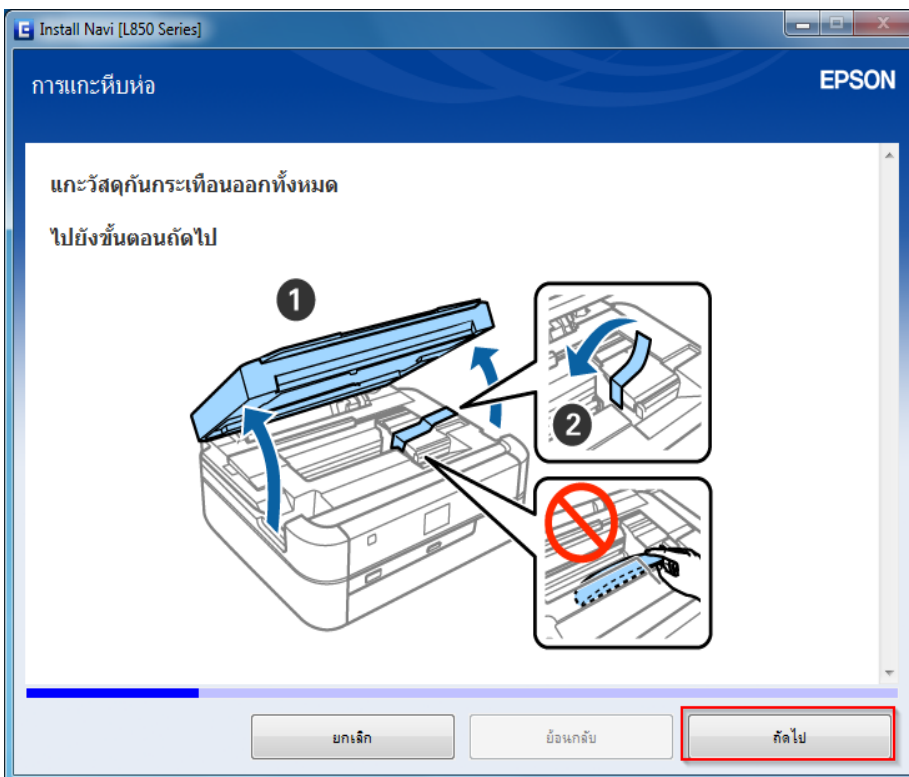 Install Navi [L850 Series]
การแกะหีบห่อ
EPSON
แกะวัสดุกันกระเทือนออกทั้งหมด
ไปยังขั้นตอนถัดไป
1
2
ยกเลิก
ย้อนกลับ
ถัดไป